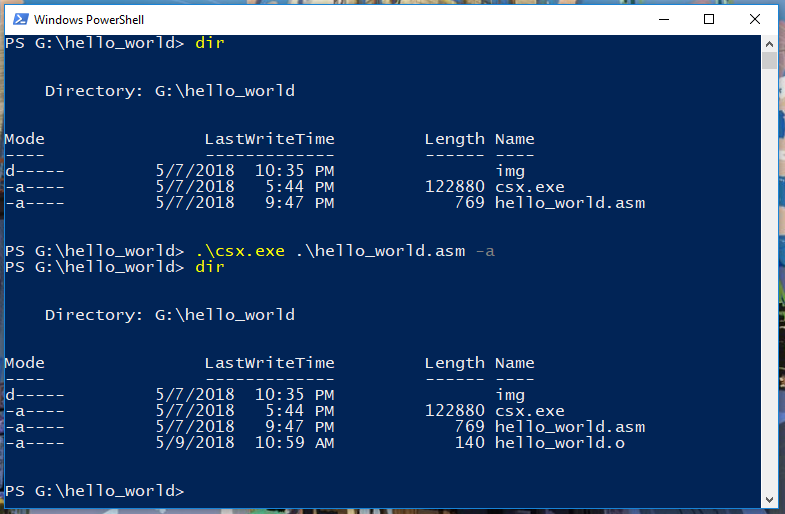 Windows PowerShell
PS G:\hello_world> dir
Directory: G:\hello_world
Mode LastWriteTime Length Name
---- ------------- ------ ----
d----- 5/7/2018 10:35 PM img
-a---- 5/7/2018 5:44 PM 122880 csx.exe
-a---- 5/7/2018 9:47 PM 769 hello_world.asm
PS G:\hello_world> .\csx.exe .\hello_world.asm -a
PS G:\hello_world> dir
Directory: G:\hello_world
Mode LastWriteTime Length Name
---- ------------- ------ ----
d----- 5/7/2018 10:35 PM img
-a---- 5/7/2018 5:44 PM 122880 csx.exe
-a---- 5/7/2018 9:47 PM 769 hello_world.asm
-a---- 5/9/2018 10:59 AM 140 hello_world.o
PS G:\hello_world>